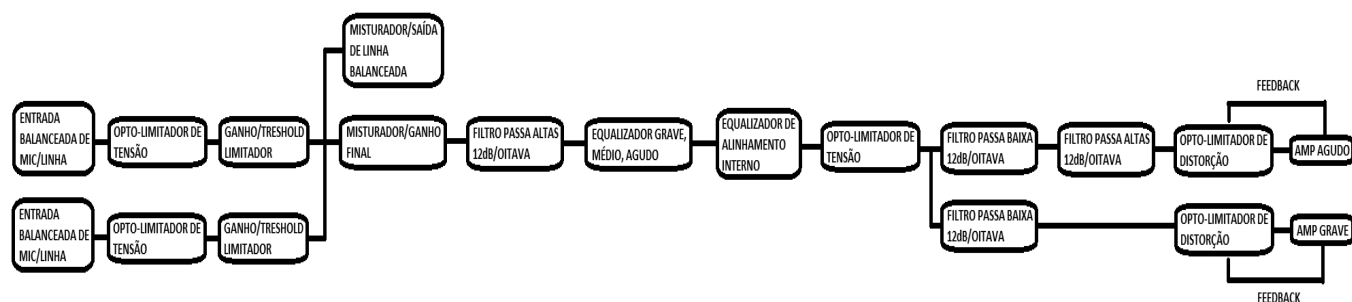 MISTURADOR/SAÍDA
DE LINHA
BALANCEADA
ENTRADA
BALANCEADA DE
MIC/LINHA
OPTO-LIMITADOR DE
TENSÃO
GANHO/TRESHOLD
LIMITADOR
MISTURADOR/GANHO
FINAL
FILTRO PASSA ALTAS
12dB/OITAVA
EQUALIZADOR GRAVE,
MÉDIO, AGUDO
EQUALIZADOR DE
ALINHAMENTO
INTERNO
OPTO-LIMITADOR DE
TENSÃO
FILTRO PASSA BAIXA
12dB/OITAVA
FILTRO PASSA ALTAS
12dB/OITAVA
OPTO-LIMITADOR DE
DISTORÇÃO
FEEDBACK
AMP AGUDO
ENTRADA
BALANCEADA DE
MIC/LINHA
OPTO-LIMITADOR DE
TENSÃO
GANHO/TRESHOLD
LIMITADOR
FILTRO PASSA BAIXA
12dB/OITAVA
OPTO-LIMITADOR DE
DISTORÇÃO
AMP GRAVE
FEEDBACK